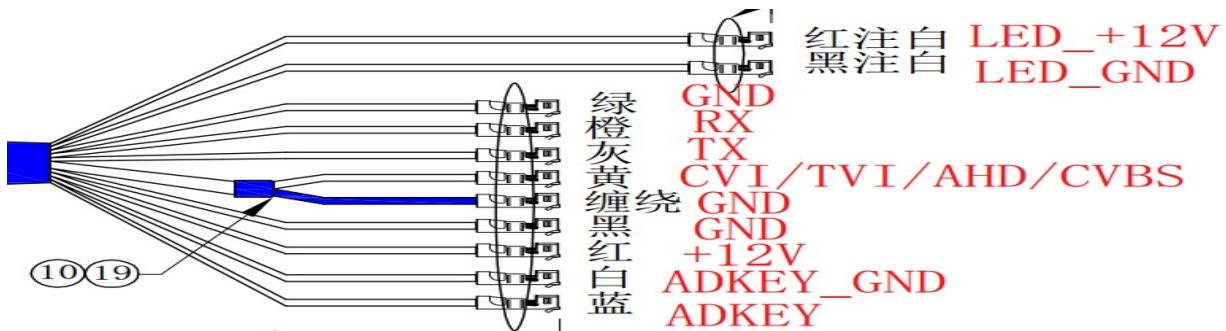 红注白 LED_+12V
黑注白 LED_GND
绿 GND
橙 RX
灰 TX
黄 CVI/TVI/AHD/CVBS
缠绕 GND
黑 GND
红 +12V
白 ADKEY_GND
蓝 ADKEY
10 19